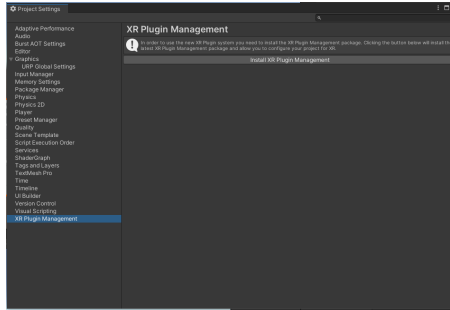 Project Settings
Adaptive Performance
Audio
Burst AOT Settings
Editor
Graphics
URP Global Settings
Input Manager
Memory Settings
Package Manager
Physics
Physics 2D
Player
Preset Manager
Quality
Scene Template
Script Execution Order
Services
ShaderGraph
Tags and Layers
TextMesh Pro
Time
Timeline
UI Builder
Version Control
Visual Scripting
XR Plugin Management
XR Plugin Management
In order to use the new XR Plugin system you need to install the XR Plugin Management package. Clicking the button below will install the
latest XR Plugin Management package and allow you to configure your project for XR.
Install XR Plugin Management